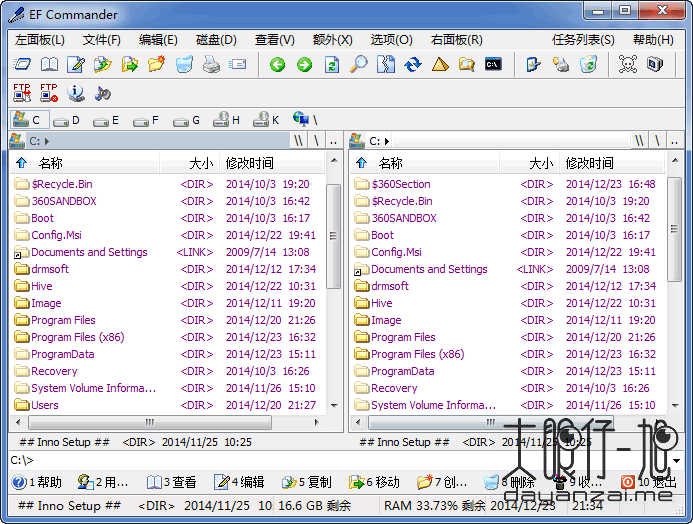 EF Commander
左面板(L) 文件(F) 编辑(E) 磁盘(D) 查看(V) 额外(X) 选项(O) 右面板(R) 任务列表(S) 帮助(H)
FTP FTP
C D E F G H K \
C: \\ \ .. C: \\ \ ..
名称 大小 修改时间 名称 大小 修改时间
$Recycle.Bin <DIR> 2014/10/3 19:20 $360Section <DIR> 2014/12/23 16:48
360SANDBOX <DIR> 2014/10/3 16:42 $Recycle.Bin <DIR> 2014/10/3 19:20
Boot <DIR> 2014/10/3 16:17 360SANDBOX <DIR> 2014/10/3 16:42
Config.Msi <DIR> 2014/12/22 19:41 Boot <DIR> 2014/10/3 16:17
Documents and Settings <LINK> 2009/7/14 13:08 Config.Msi <DIR> 2014/12/22 19:41
drmsoft <DIR> 2014/12/12 17:34 Documents and Settings <LINK> 2009/7/14 13:08
Hive <DIR> 2014/12/22 10:31 drmsoft <DIR> 2014/12/12 17:34
Image <DIR> 2014/12/11 19:20 Hive <DIR> 2014/12/22 10:31
Program Files <DIR> 2014/12/20 21:26 Image <DIR> 2014/12/11 19:20
Program Files (x86) <DIR> 2014/12/23 16:32 Program Files <DIR> 2014/12/20 21:26
ProgramData <DIR> 2014/12/23 15:11 Program Files (x86) <DIR> 2014/12/23 16:32
Recovery <DIR> 2014/10/3 16:26 ProgramData <DIR> 2014/12/23 15:11
System Volume Informa... <DIR> 2014/11/26 15:10 Recovery <DIR> 2014/10/3 16:26
Users <DIR> 2014/12/20 21:27 System Volume Informa... <DIR> 2014/11/26 15:10
## Inno Setup ## <DIR> 2014/11/25 10:25 ## Inno Setup ## <DIR> 2014/11/25 10:25
C:\>
大眼仔~旭
1 帮助 2 用... 3 查看 4 编辑 5 复制 6 移动 7 创... 8 删除 9 收... 10 退出
dayanzai.me
## Inno Setup ## <DIR> 2014/11/25 10: 16.6 GB 剩余 RAM 33.73% 剩余 2014/12/23 21:34